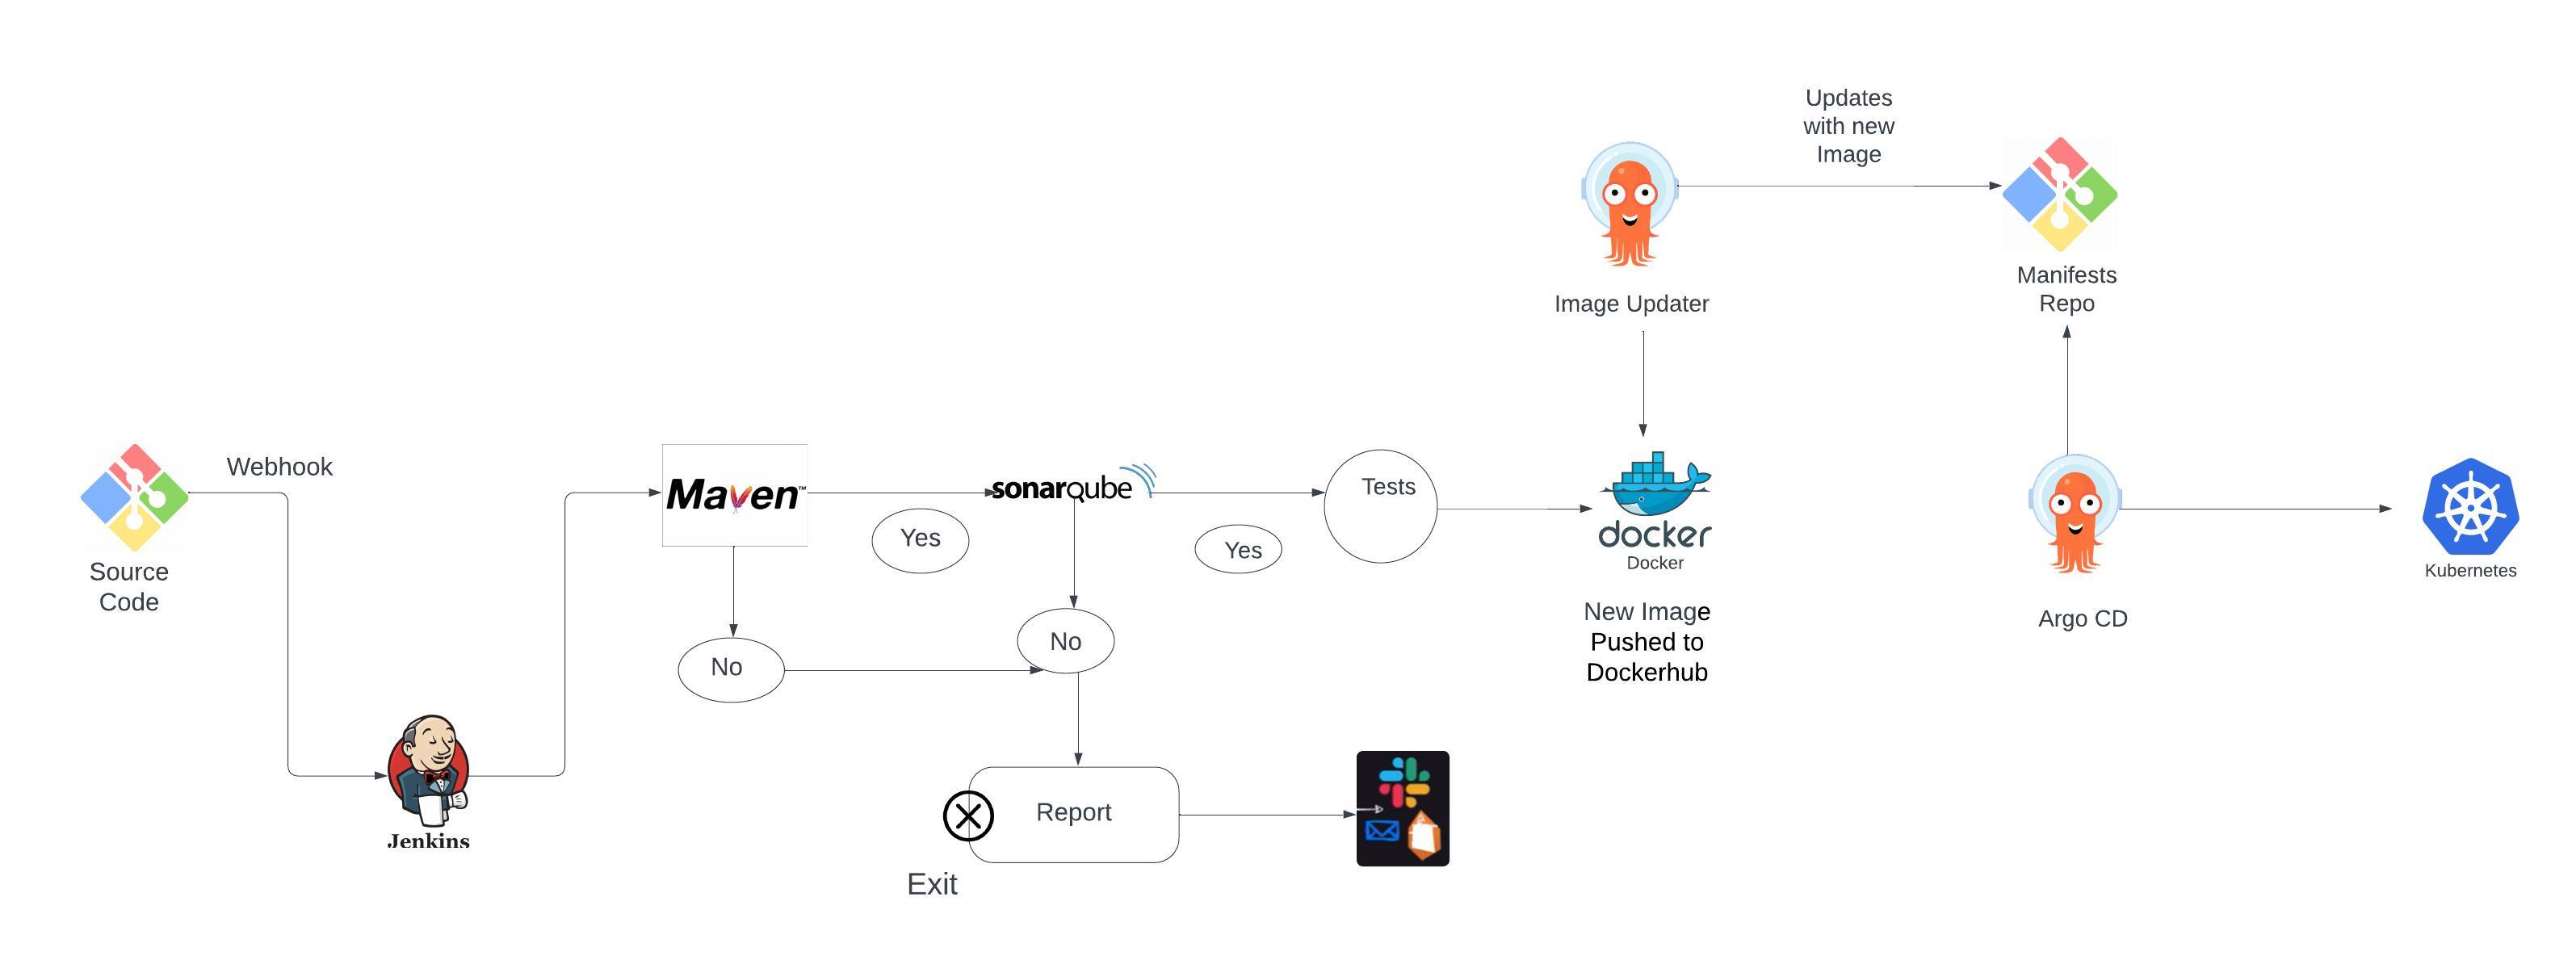 Updates
with new
Image
Manifests
Repo
Image Updater
Webhook
Source
Code
Maven™
Yes
sonarqube
Yes
Tests
docker
Docker
New Image
Pushed to
Dockerhub
Argo CD
Kubernetes
No
No
Jenkins
Report
Exit